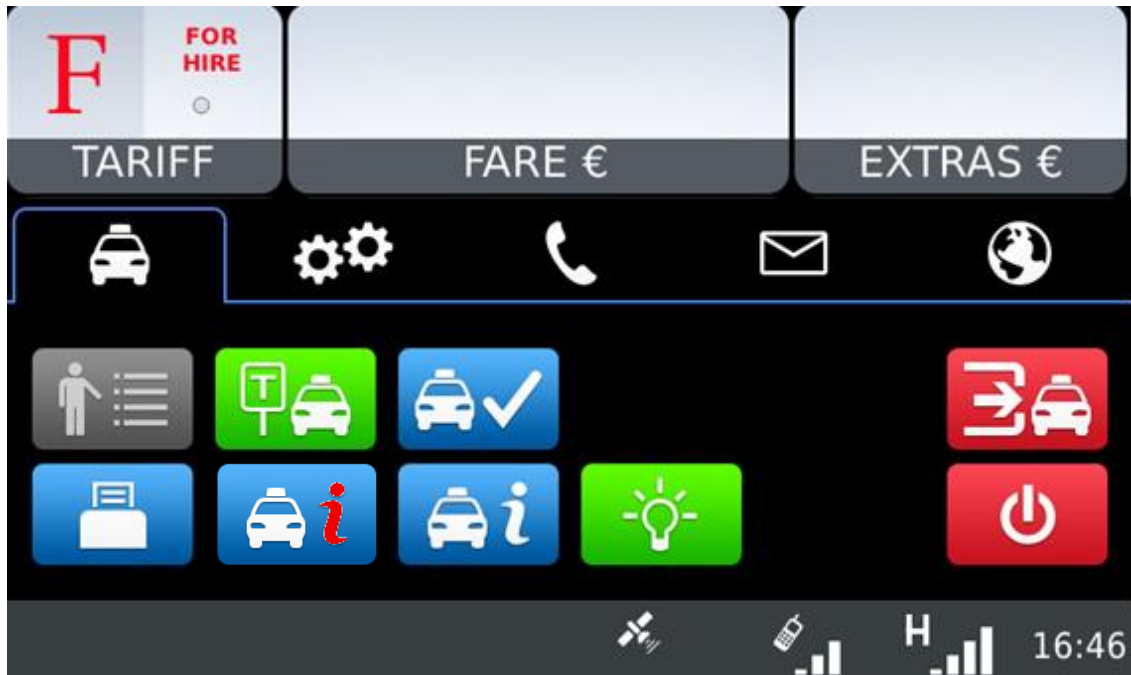 F
FOR
HIRE
TARIFF
FARE €
EXTRAS €
T
i
i
H
16:46